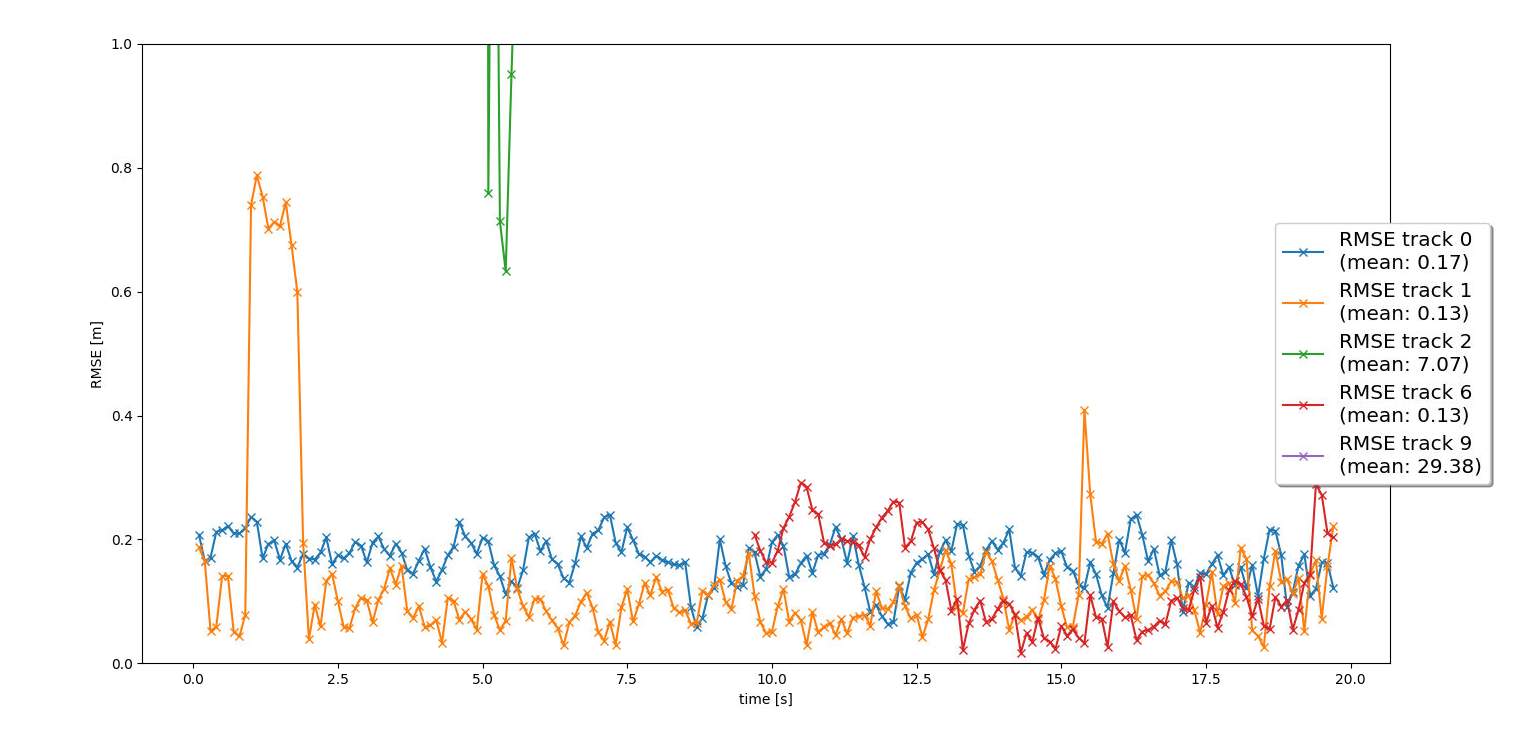 1.0
0.8
0.6
0.4
0.2
0.0
RMSE [m]
0.0 2.5 5.0 7.5 10.0 12.5 15.0 17.5 20.0
time [s]
RMSE track 0
(mean: 0.17)
RMSE track 1
(mean: 0.13)
RMSE track 2
(mean: 7.07)
RMSE track 6
(mean: 0.13)
RMSE track 9
(mean: 29.38)